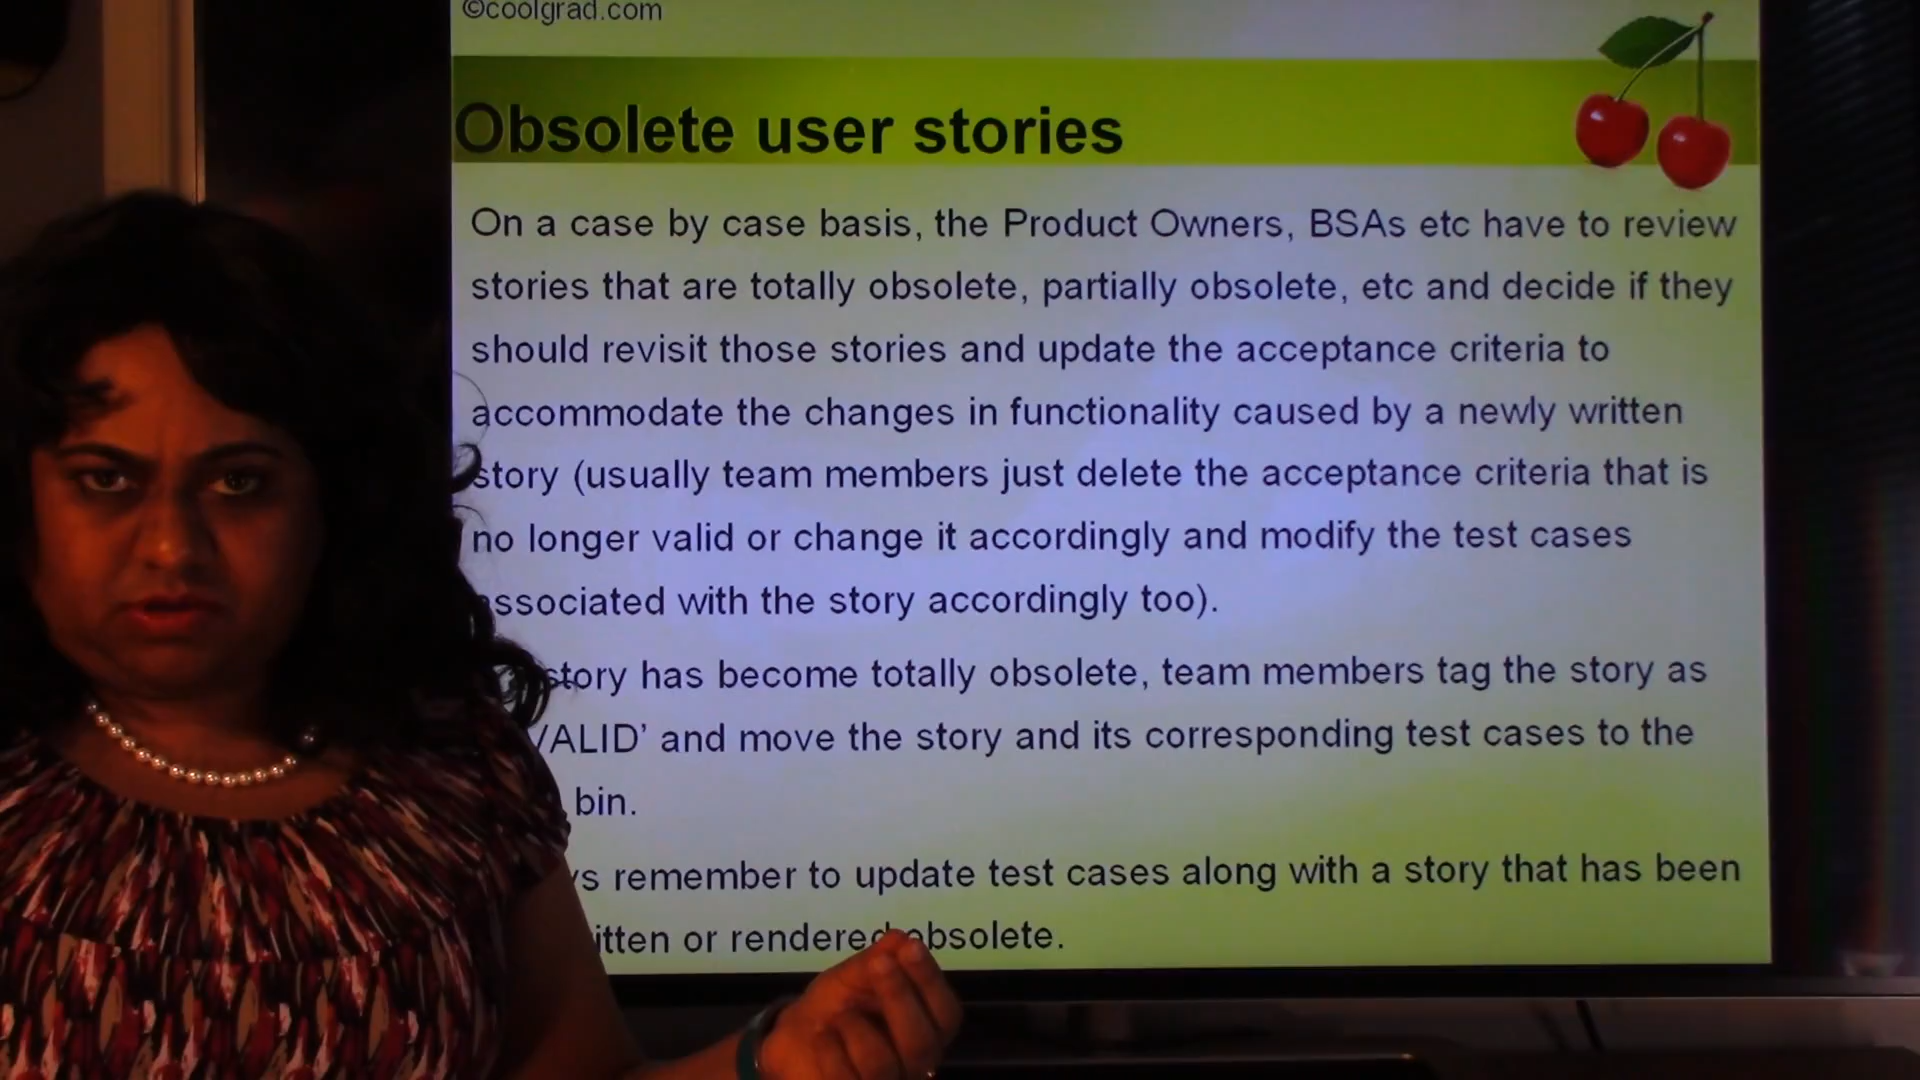 ©coolgrad.com
Obsolete user stories
On a case by case basis, the Product Owners, BSAs etc have to review
stories that are totally obsolete, partially obsolete, etc and decide if they
should revisit those stories and update the acceptance criteria to
accommodate the changes in functionality caused by a newly written
story (usually team members just delete the acceptance criteria that is
no longer valid or change it accordingly and modify the test cases
associated with the story accordingly too).
story has become totally obsolete, team members tag the story as
VALID’ and move the story and its corresponding test cases to the
bin.
remember to update test cases along with a story that has been
or rendered obsolete.